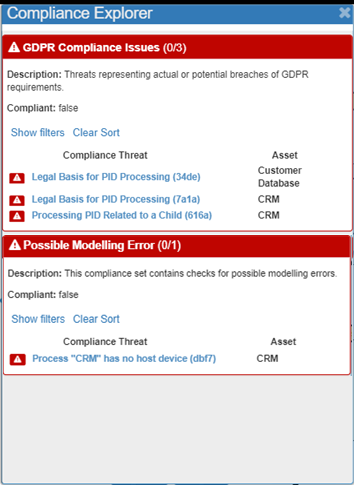 Compliance Explorer
GDPR Compliance Issues (0/3)
Description: Threats representing actual or potential breaches of GDPR
requirements.
Compliant: false
Show filters Clear Sort
Compliance Threat Asset
Legal Basis for PID Processing (34de) Customer
Database
Legal Basis for PID Processing (7a1a) CRM
Processing PID Related to a Child (616a) CRM
Possible Modelling Error (0/1)
Description: This compliance set contains checks for possible modelling errors.
Compliant: false
Show filters Clear Sort
Compliance Threat Asset
Process "CRM" has no host device (dbf7) CRM